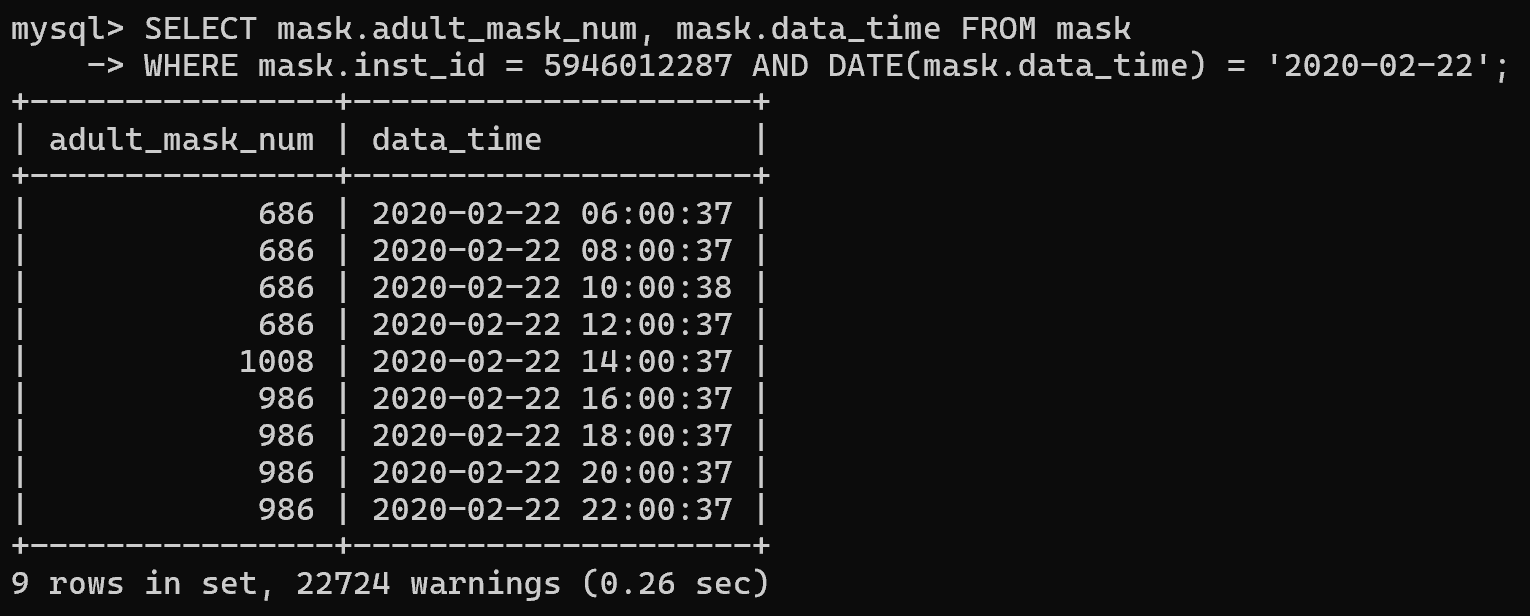 mysql> SELECT mask.adult_mask_num, mask.data_time FROM mask
    -> WHERE mask.inst_id = 5946012287 AND DATE(mask.data_time) = '2020-02-22';
+----------------+---------------------+
| adult_mask_num | data_time           |
+----------------+---------------------+
|            686 | 2020-02-22 06:00:37 |
|            686 | 2020-02-22 08:00:37 |
|            686 | 2020-02-22 10:00:38 |
|            686 | 2020-02-22 12:00:37 |
|           1008 | 2020-02-22 14:00:37 |
|            986 | 2020-02-22 16:00:37 |
|            986 | 2020-02-22 18:00:37 |
|            986 | 2020-02-22 20:00:37 |
|            986 | 2020-02-22 22:00:37 |
+----------------+---------------------+
9 rows in set, 22724 warnings (0.26 sec)